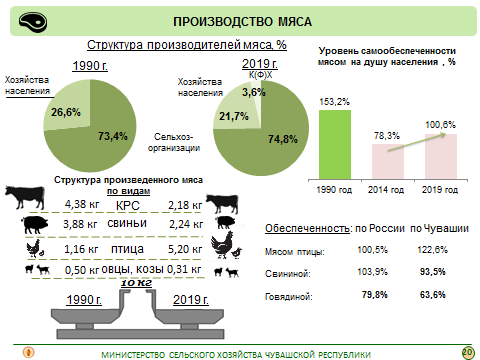 ПРОИЗВОДСТВО МЯСА
Структура производителей мяса, %
1990 г.
2019 г.
Хозяйства
населения
26,6%
73,4%
Хозяйства
населения
К(Ф)Х
3,6%
21,7%
74,8%
Сельхоз-
организации
Уровень самообеспеченности
мясом на душу населения , %
153,2%
78,3%
100,6%
1990 год 2014 год 2019 год
Структура произведенного мяса
по видам
4,38 кг КРС 2,18 кг
3,88 кг свиньи 2,24 кг
1,16 кг птица 5,20 кг
0,50 кг овцы, козы 0,31 кг
10 кг
1990 г. 2019 г.
Обеспеченность: по России по Чувашии
Мясом птицы: 100,5% 122,6%
Свининой: 103,9% 93,5%
Говядиной: 79,8% 63,6%
МИНИСТЕРСТВО СЕЛЬСКОГО ХОЗЯЙСТВА ЧУВАШСКОЙ РЕСПУБЛИКИ
20